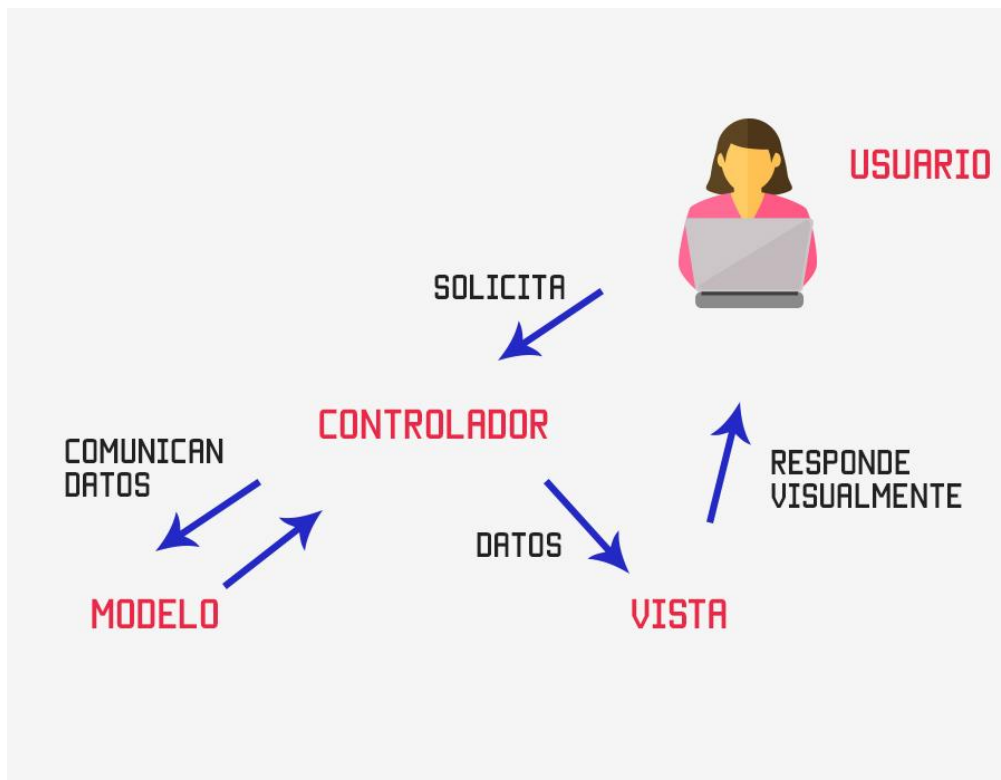 USUARIO
SOLICITA
CONTROLADOR
COMUNICAN
DATOS
RESPONDE
VISUALMENTE
DATOS
MODELO
VISTA